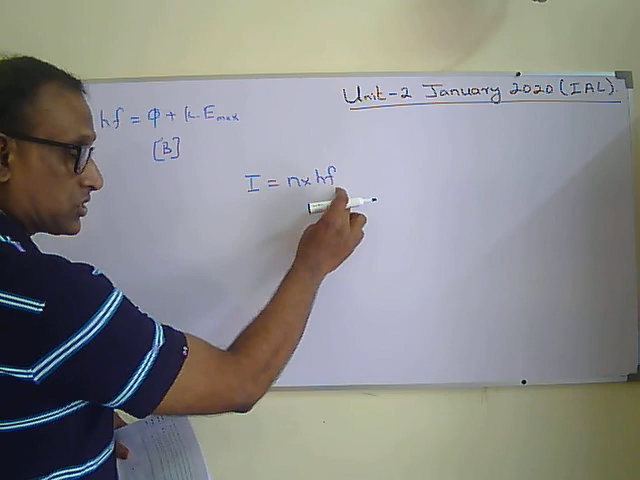 Unit-2 January 2020 (IAL).
hf = Φ + K.Emax
[B]
I = n×hf